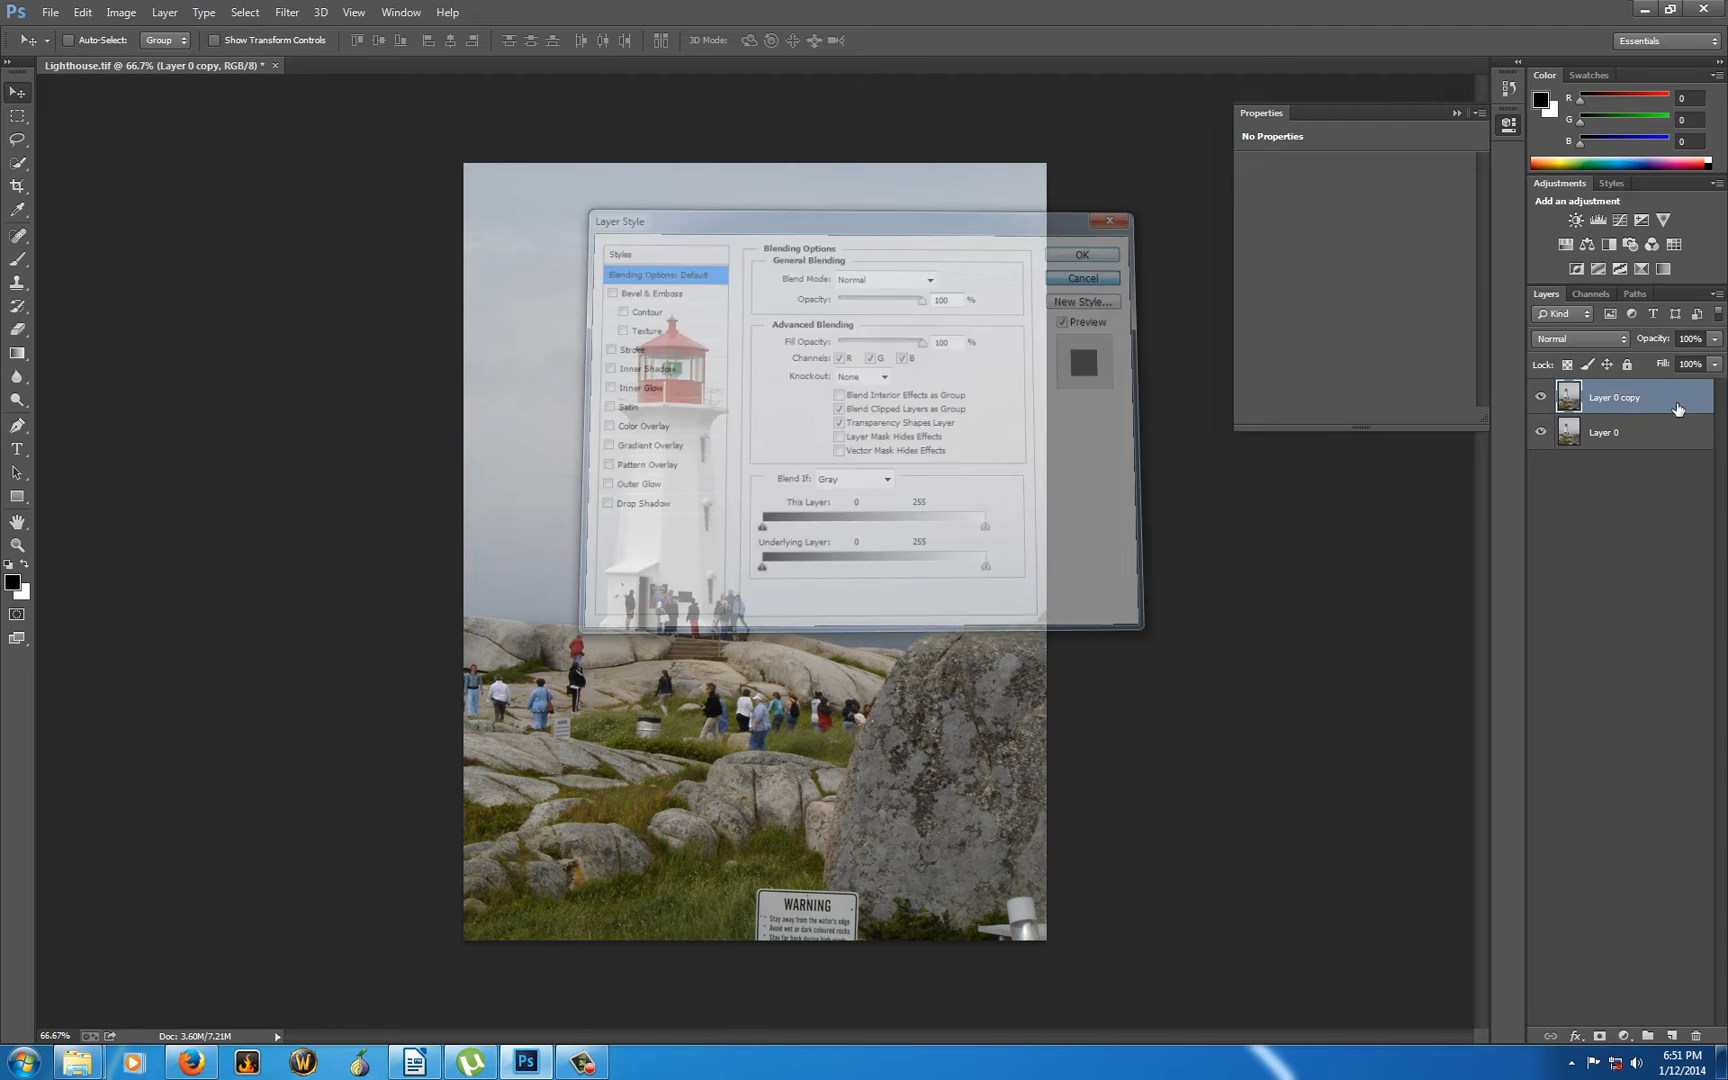 Ps File Edit Image Layer Type Select Filter 3D View Window Help
Auto-Select: Group Show Transform Controls 3D Mode: Essentials
Lighthouse.tif @ 66.7% (Layer 0 copy, RGB/8) * ×
Color Swatches
R 0
G 0
B 0
Properties
No Properties
Adjustments Styles
Add an adjustment
Layers Channels Paths
Kind
Normal Opacity: 100%
Lock: Fill: 100%
Layer 0 copy
Layer 0
Layer Style
Styles
Blending Options: Default
Bevel & Emboss
Contour
Texture
Stroke
Inner Shadow
Inner Glow
Satin
Color Overlay
Gradient Overlay
Pattern Overlay
Outer Glow
Drop Shadow
Blending Options
General Blending
Blend Mode: Normal
Opacity: 100 %
Advanced Blending
Fill Opacity: 100 %
Channels: R G B
Knockout: None
Blend Interior Effects as Group
Blend Clipped Layers as Group
Transparency Shapes Layer
Layer Mask Hides Effects
Vector Mask Hides Effects
Blend If: Gray
This Layer: 0 255
Underlying Layer: 0 255
OK
Cancel
New Style...
Preview
WARNING
Stay away from the water's edge
Avoid wet or dark coloured rocks
66.67% Doc: 3.60M/7.21M
Ps
6:51 PM
1/12/2014